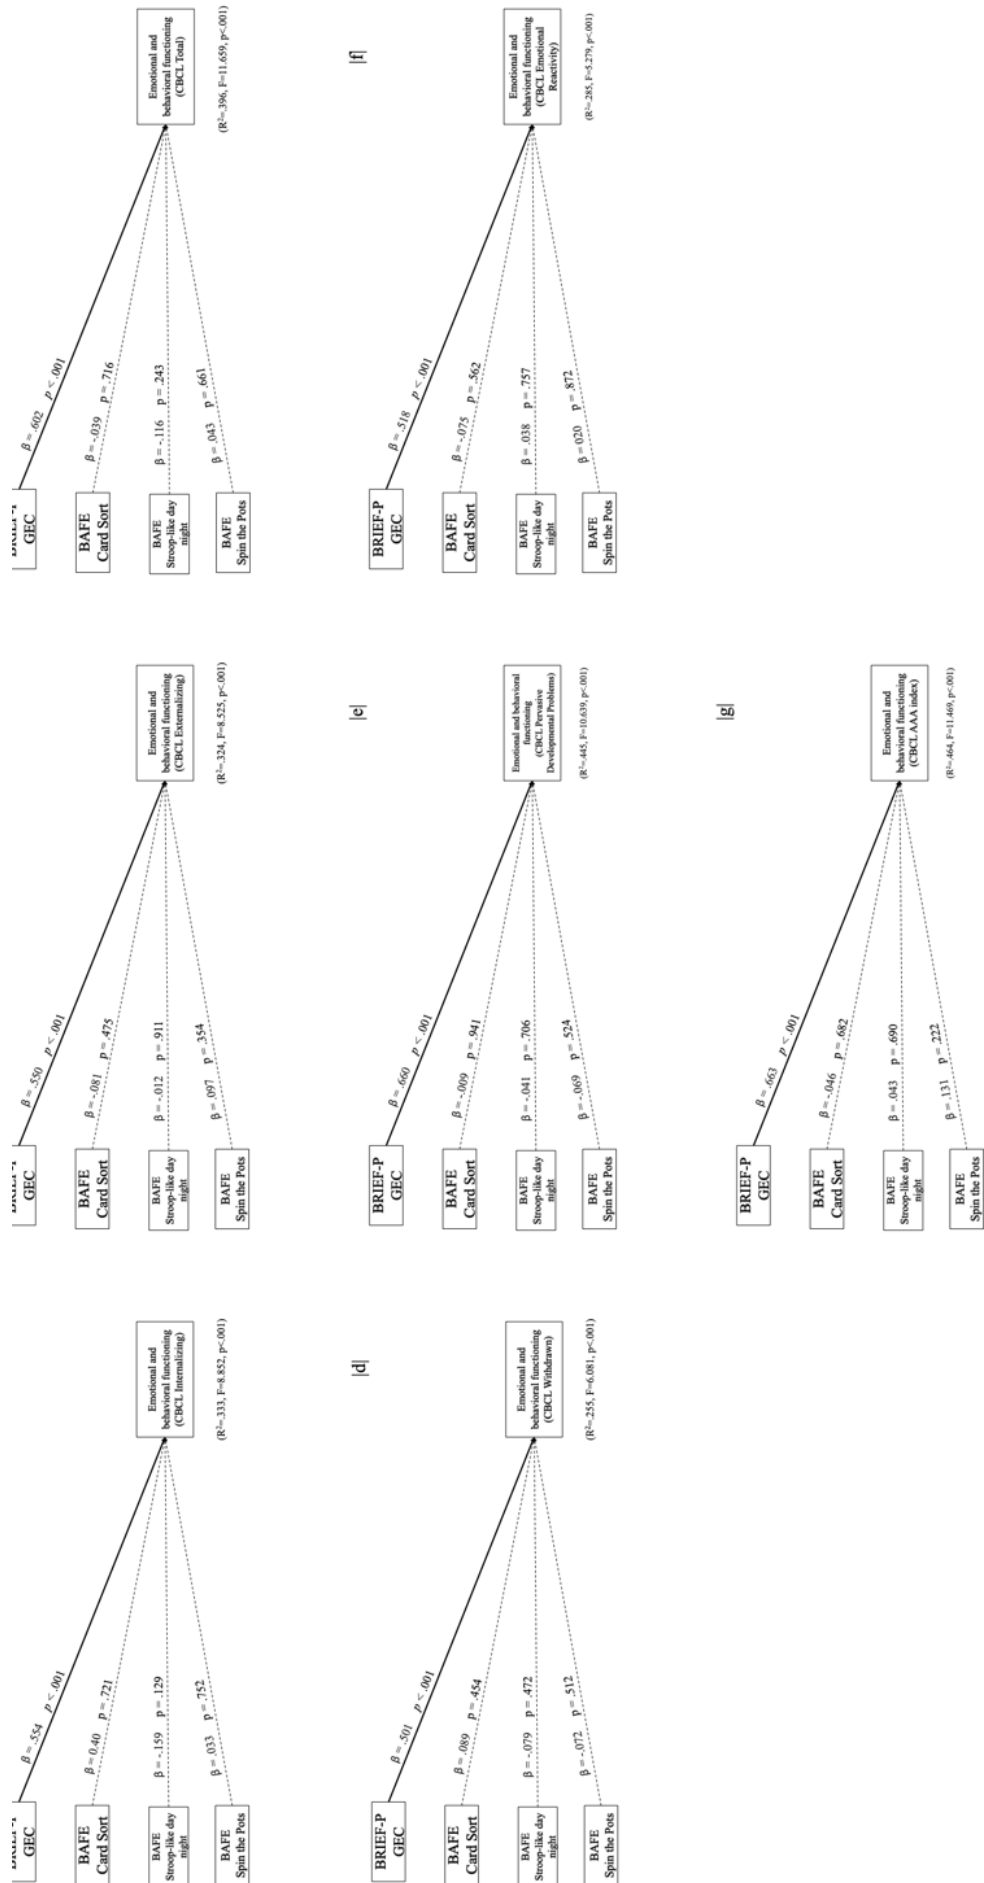 BRIEF-P
GEC
BAFE
Card Sort
BAFE
Stroop-like day
night
BAFE
Spin the Pots
β = .554 p < .001
β = 0.40 p = .721
β = -.159 p = .129
β = .033 p = .752
Emotional and
behavioral functioning
(CBCL Internalizing)
(R²=.333, F=8.852, p<.001)
BRIEF-P
GEC
BAFE
Card Sort
BAFE
Stroop-like day
night
BAFE
Spin the Pots
β = .550 p < .001
β = -.081 p = .475
β = -.012 p = .911
β = .097 p = .354
Emotional and
behavioral functioning
(CBCL Externalizing)
(R²=.324, F=8.525, p<.001)
BRIEF-P
GEC
BAFE
Card Sort
BAFE
Stroop-like day
night
BAFE
Spin the Pots
β = .602 p < .001
β = -.039 p = .716
β = -.116 p = .243
β = .043 p = .661
Emotional and
behavioral functioning
(CBCL Total)
(R²=.396, F=11.659, p<.001)
|d|
BRIEF-P
GEC
BAFE
Card Sort
BAFE
Stroop-like day
night
BAFE
Spin the Pots
β = .501 p < .001
β = .089 p = .454
β = -.079 p = .472
β = -.072 p = .512
Emotional and
behavioral functioning
(CBCL Withdrawn)
(R²=.255, F=6.081, p<.001)
|e|
BRIEF-P
GEC
BAFE
Card Sort
BAFE
Stroop-like day
night
BAFE
Spin the Pots
β = .660 p < .001
β = -.009 p = .941
β = -.041 p = .706
β = -.069 p = .524
Emotional and behavioral
functioning
(CBCL Pervasive
Developmental Problems)
(R²=.445, F=10.639, p<.001)
|f|
BRIEF-P
GEC
BAFE
Card Sort
BAFE
Stroop-like day
night
BAFE
Spin the Pots
β = .518 p < .001
β = -.075 p = .562
β = .038 p = .757
β = 020 p = .872
Emotional and
behavioral functioning
(CBCL Emotional
Reactivity)
(R²=.285, F=5.279, p<.001)
|g|
BRIEF-P
GEC
BAFE
Card Sort
BAFE
Stroop-like day
night
BAFE
Spin the Pots
β = .663 p < .001
β = -.046 p = .682
β = .043 p = .690
β = .131 p = .222
Emotional and
behavioral functioning
(CBCL AAA index)
(R²=.464, F=11.469, p<.001)